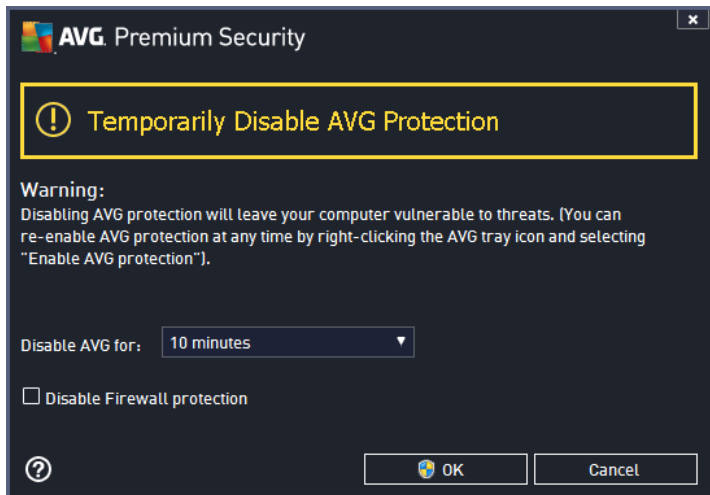 AVG. Premium Security
Temporarily Disable AVG Protection
Warning:
Disabling AVG protection will leave your computer vulnerable to threats. (You can
re-enable AVG protection at any time by right-clicking the AVG tray icon and selecting
"Enable AVG protection").
Disable AVG for: 10 minutes
Disable Firewall protection
OK Cancel